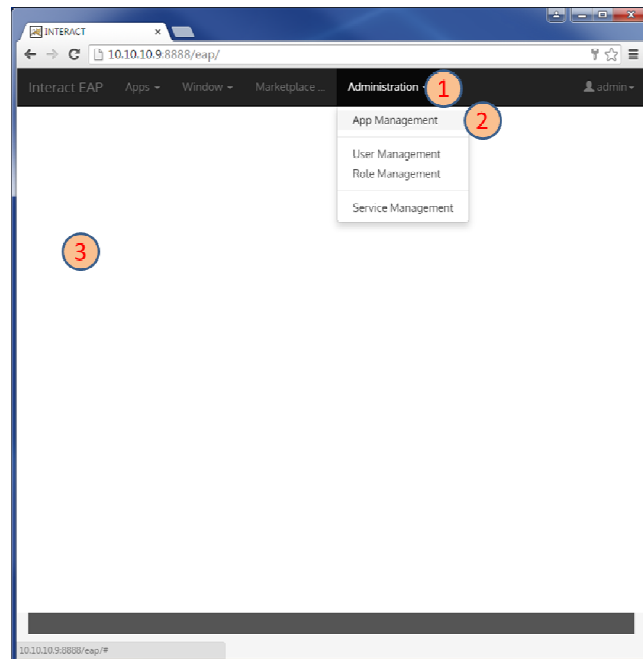 INTERACT
10.10.10.9:8888/eap/
Interact EAP Apps Window Marketplace ... Administration 1 admin
App Management 2
User Management
Role Management
Service Management
3
10.10.10.9:8888/eap/#